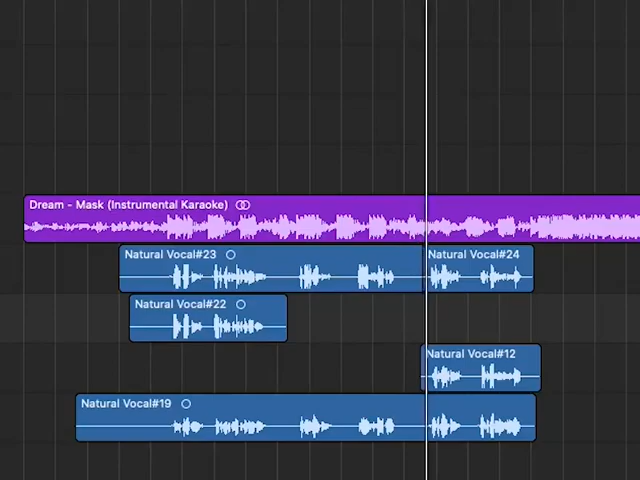 Dream - Mask (Instrumental Karaoke)
Natural Vocal#23
Natural Vocal#24
Natural Vocal#22
Natural Vocal#12
Natural Vocal#19